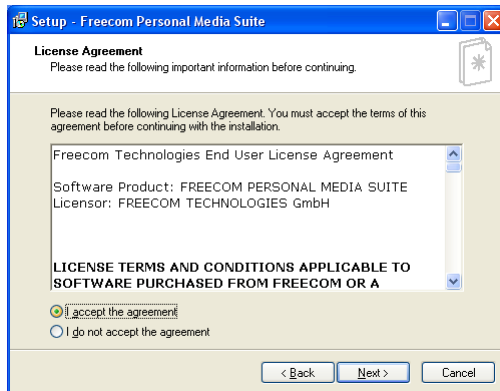 Setup - Freecom Personal Media Suite
License Agreement
Please read the following important information before continuing.
Please read the following License Agreement. You must accept the terms of this
agreement before continuing with the installation.
Freecom Technologies End User License Agreement
Software Product: FREECOM PERSONAL MEDIA SUITE
Licensor: FREECOM TECHNOLOGIES GmbH
LICENSE TERMS AND CONDITIONS APPLICABLE TO
SOFTWARE PURCHASED FROM FREECOM OR A
I accept the agreement
I do not accept the agreement
< Back Next > Cancel